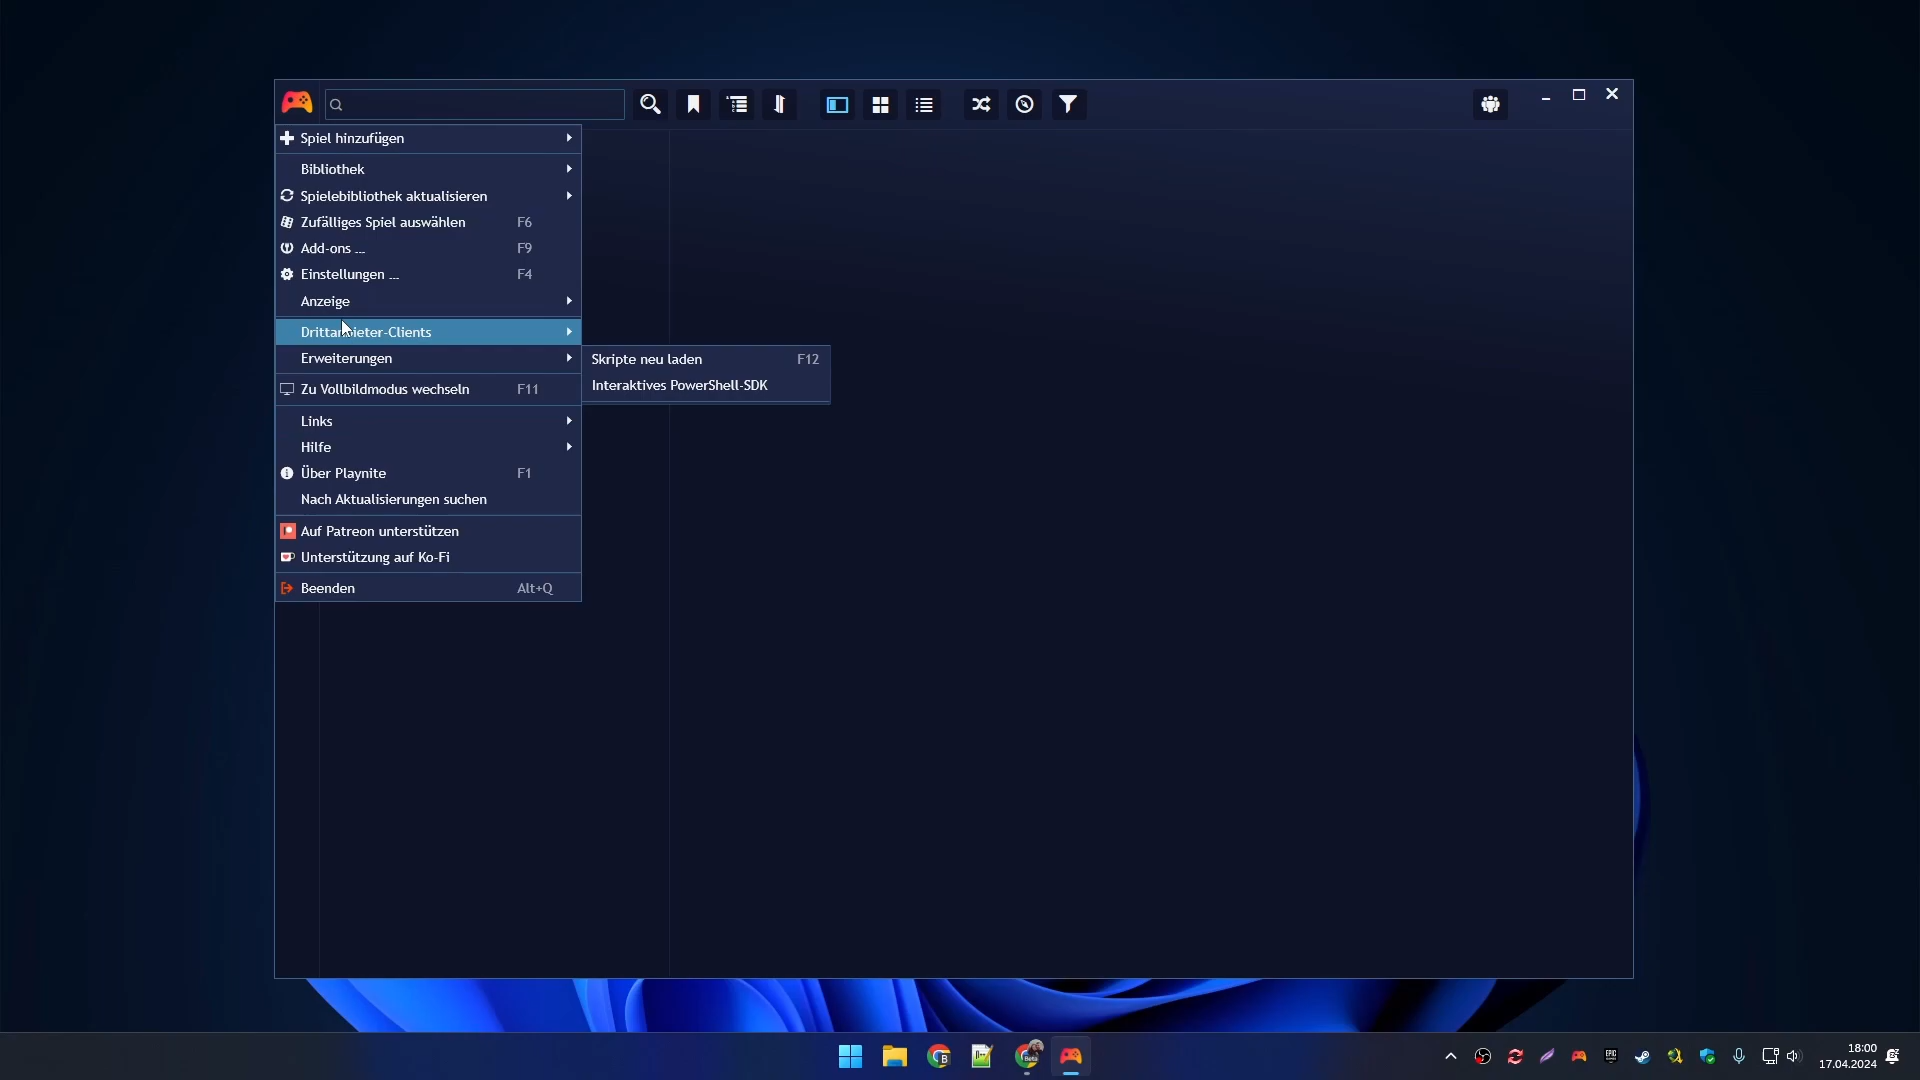 Spiel hinzufügen
Bibliothek
Spielebibliothek aktualisieren
Zufälliges Spiel auswählen F6
Add-ons ... F9
Einstellungen ... F4
Anzeige
Drittanbieter-Clients
Erweiterungen
Skripte neu laden F12
Interaktives PowerShell-SDK
Zu Vollbildmodus wechseln F11
Links
Hilfe
Über Playnite F1
Nach Aktualisierungen suchen
Auf Patreon unterstützen
Unterstützung auf Ko-Fi
Beenden Alt+Q
Beta
EPIC
18:00
17.04.2024